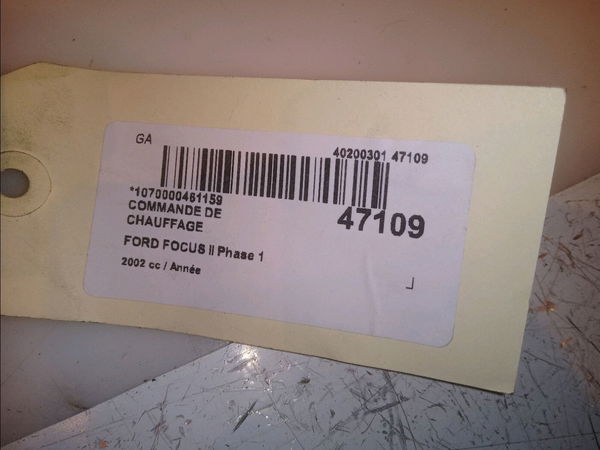 GA
40200301 47109
*1070000461159
COMMANDE DE
CHAUFFAGE
47109
FORD FOCUS II Phase 1
2002 cc / Année